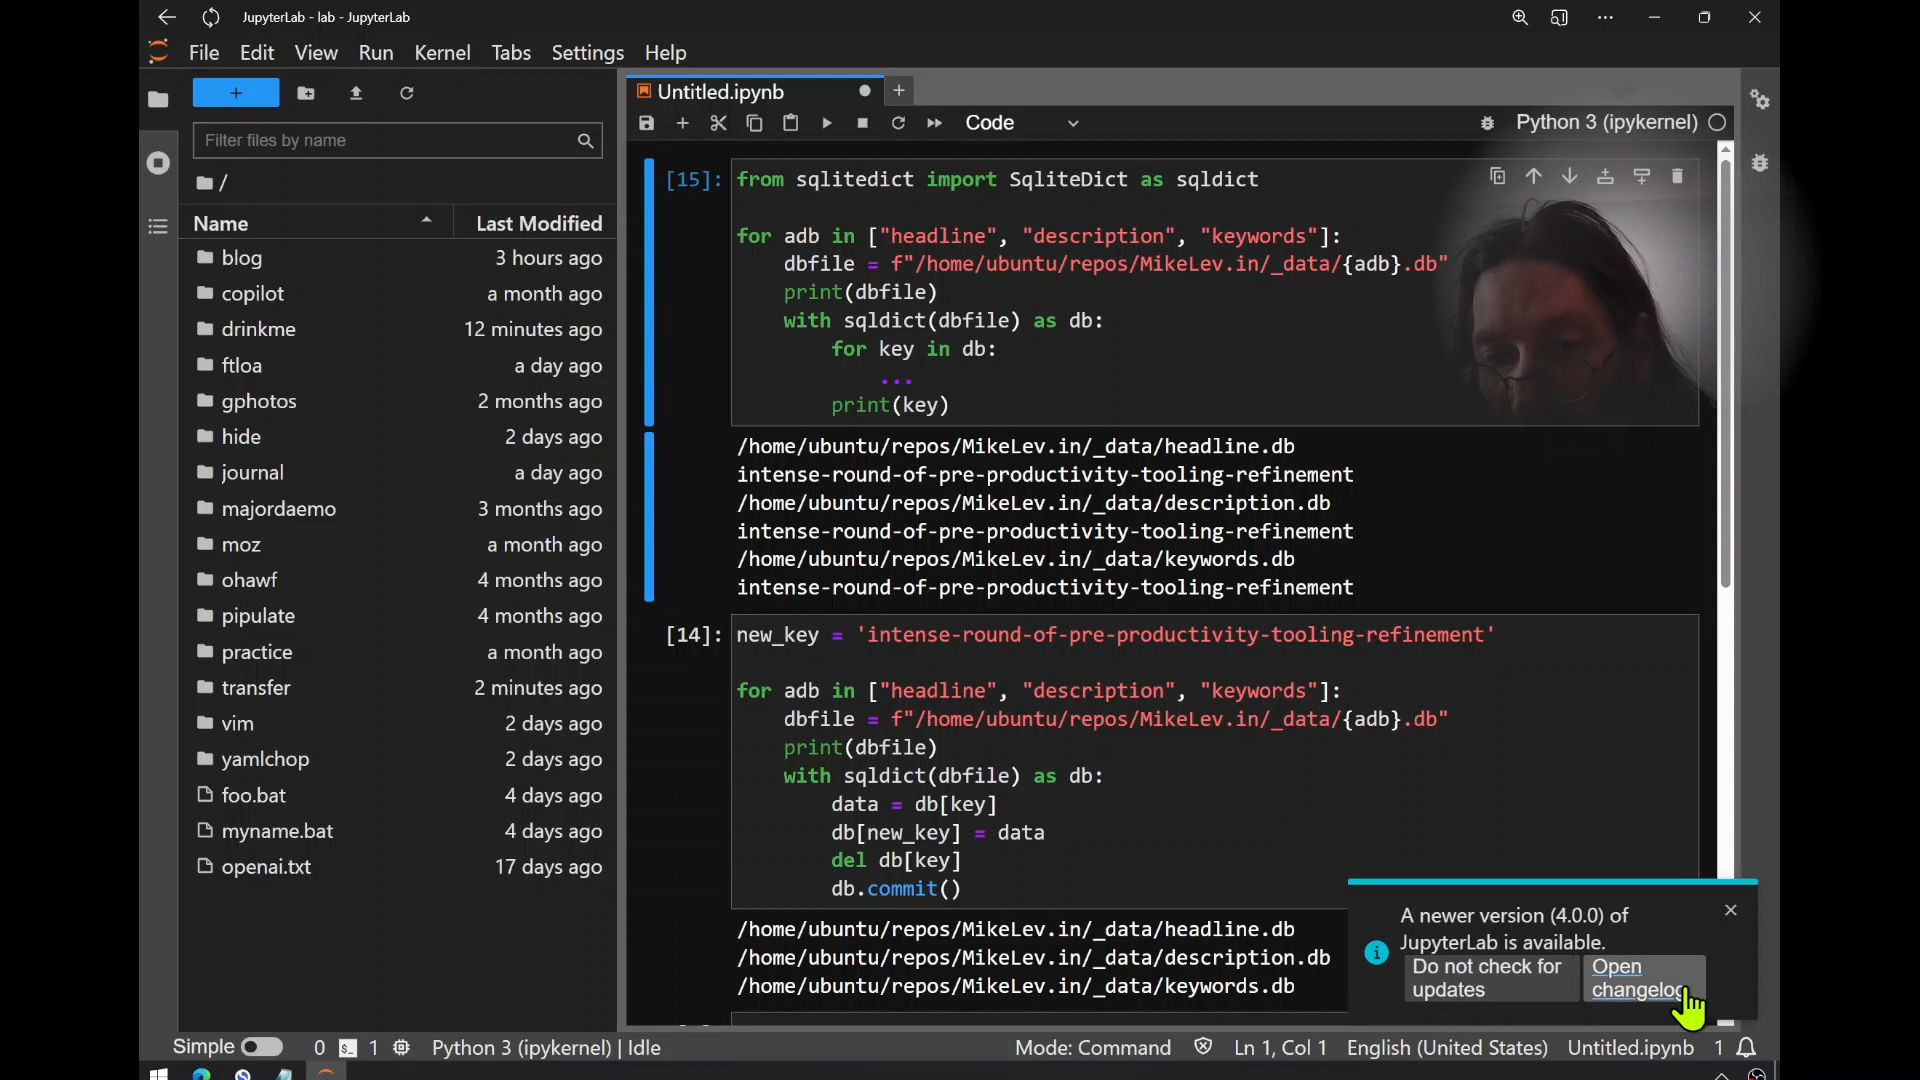 JupyterLab - lab - JupyterLab
File Edit View Run Kernel Tabs Settings Help
Untitled.ipynb
Code
Python 3 (ipykernel)
Filter files by name
/
Name Last Modified
blog 3 hours ago
copilot a month ago
drinkme 12 minutes ago
ftloa a day ago
gphotos 2 months ago
hide 2 days ago
journal a day ago
majordaemo 3 months ago
moz a month ago
ohawf 4 months ago
pipulate 4 months ago
practice a month ago
transfer 2 minutes ago
vim 2 days ago
yamlchop 2 days ago
foo.bat 4 days ago
myname.bat 4 days ago
openai.txt 17 days ago
[15]: from sqlitedict import SqliteDict as sqldict
for adb in ["headline", "description", "keywords"]:
dbfile = f"/home/ubuntu/repos/MikeLev.in/_data/{adb}.db"
print(dbfile)
with sqldict(dbfile) as db:
for key in db:
...
print(key)
/home/ubuntu/repos/MikeLev.in/_data/headline.db
intense-round-of-pre-productivity-tooling-refinement
/home/ubuntu/repos/MikeLev.in/_data/description.db
intense-round-of-pre-productivity-tooling-refinement
/home/ubuntu/repos/MikeLev.in/_data/keywords.db
intense-round-of-pre-productivity-tooling-refinement
[14]: new_key = 'intense-round-of-pre-productivity-tooling-refinement'
for adb in ["headline", "description", "keywords"]:
dbfile = f"/home/ubuntu/repos/MikeLev.in/_data/{adb}.db"
print(dbfile)
with sqldict(dbfile) as db:
data = db[key]
db[new_key] = data
del db[key]
db.commit()
/home/ubuntu/repos/MikeLev.in/_data/headline.db
/home/ubuntu/repos/MikeLev.in/_data/description.db
/home/ubuntu/repos/MikeLev.in/_data/keywords.db
A newer version (4.0.0) of
JupyterLab is available.
Do not check for
updates
Open
changelog
Simple 0 1 Python 3 (ipykernel) | Idle Mode: Command Ln 1, Col 1 English (United States) Untitled.ipynb 1